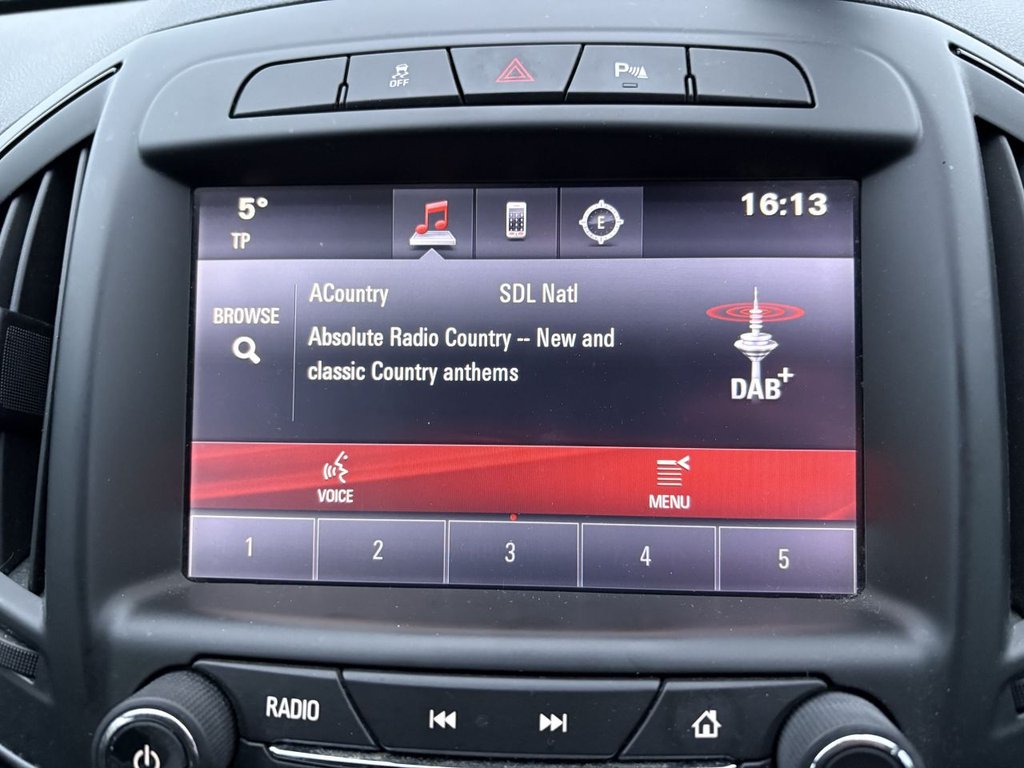 OFF
P
5°
TP
E
16:13
BROWSE
ACountry SDL Natl
Absolute Radio Country -- New and
classic Country anthems
DAB+
VOICE
MENU
1 2 3 4 5
RADIO